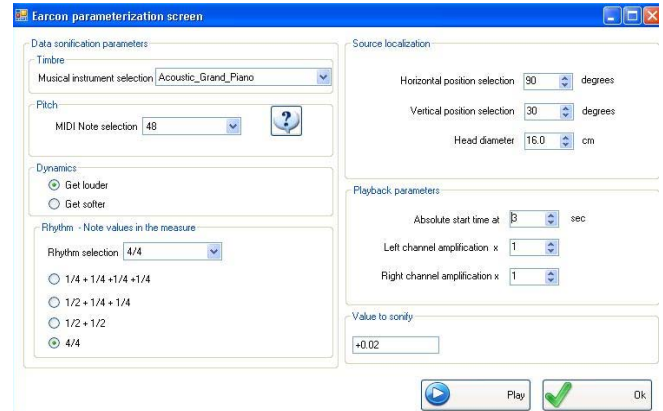 Earcon parameterization screen
Data sonification parameters
Timbre
Musical instrument selection Acoustic_Grand_Piano
Pitch
MIDI Note selection 48
Dynamics
Get louder
Get softer
Rhythm - Note values in the measure
Rhythm selection 4/4
1/4 + 1/4 +1/4 +1/4
1/2 + 1/4 + 1/4
1/2 + 1/2
4/4
Source localization
Horizontal position selection 90 degrees
Vertical position selection 30 degrees
Head diameter 16.0 cm
Playback parameters
Absolute start time at 3 sec
Left channel amplification x 1
Right channel amplification x 1
Value to sonify
+0.02
Play
Ok